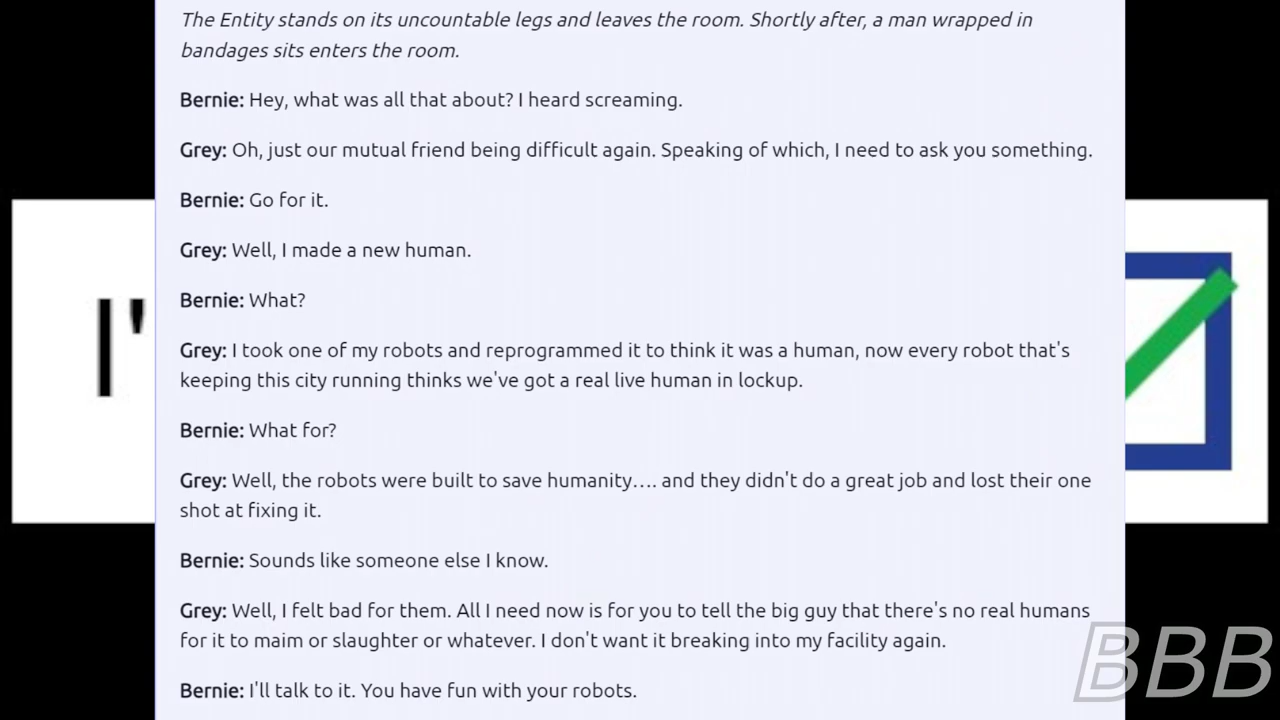 The Entity stands on its uncountable legs and leaves the room. Shortly after, a man wrapped in
bandages sits enters the room.
Bernie: Hey, what was all that about? I heard screaming.
Grey: Oh, just our mutual friend being difficult again. Speaking of which, I need to ask you something.
Bernie: Go for it.
Grey: Well, I made a new human.
Bernie: What?
Grey: I took one of my robots and reprogrammed it to think it was a human, now every robot that's
keeping this city running thinks we've got a real live human in lockup.
Bernie: What for?
Grey: Well, the robots were built to save humanity…. and they didn't do a great job and lost their one
shot at fixing it.
Bernie: Sounds like someone else I know.
Grey: Well, I felt bad for them. All I need now is for you to tell the big guy that there's no real humans
for it to maim or slaughter or whatever. I don't want it breaking into my facility again.
Bernie: I'll talk to it. You have fun with your robots.
I'
BBB